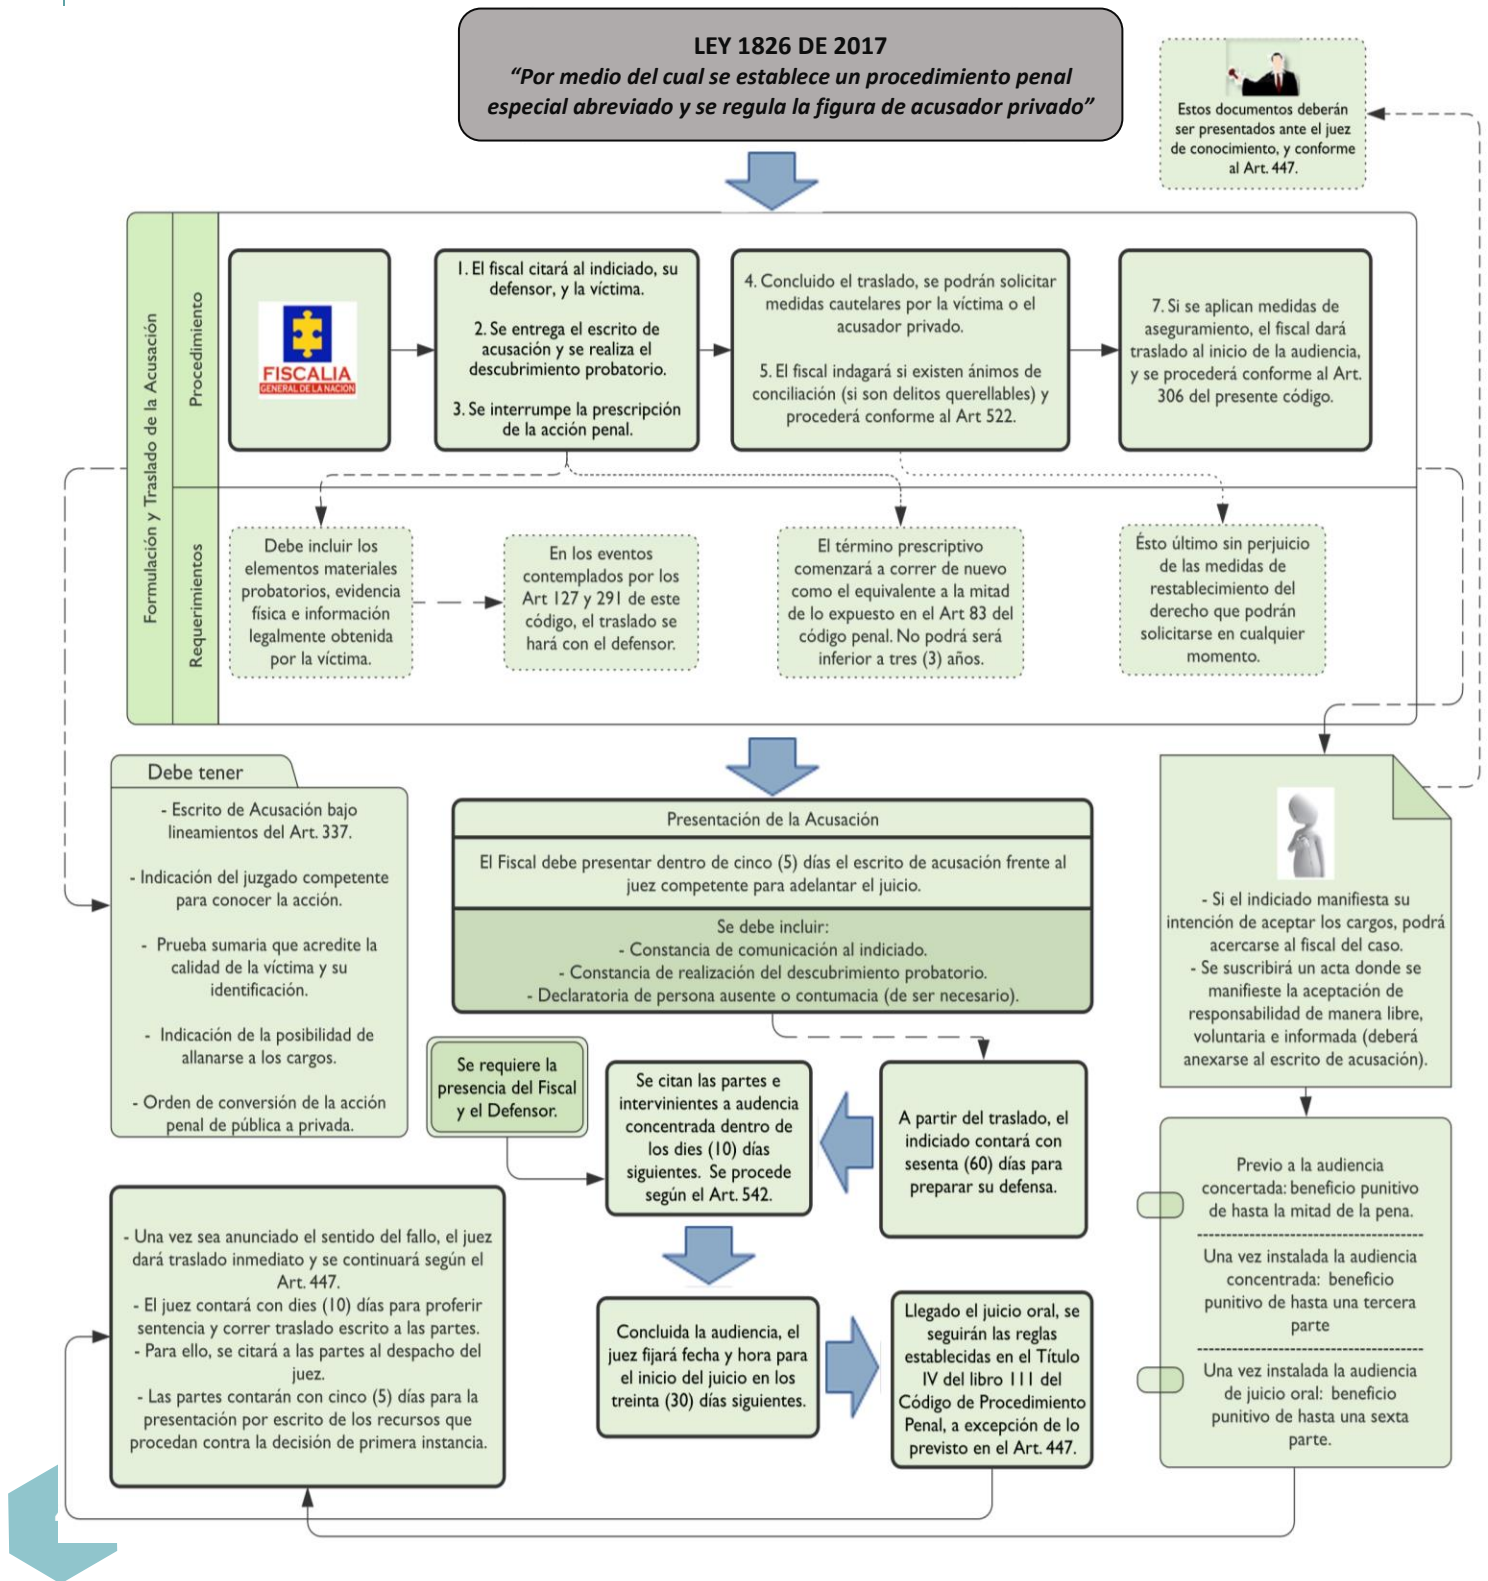 LEY 1826 DE 2017
“Por medio del cual se establece un procedimiento penal
especial abreviado y se regula la figura de acusador privado”
Estos documentos deberán
ser presentados ante el juez
de conocimiento, y conforme
al Art. 447.
Formulación y Traslado de la Acusación
Procedimiento
FISCALIA
GENERAL DE LA NACION
1. El fiscal citará al indiciado, su
defensor, y la víctima.
2. Se entrega el escrito de
acusación y se realiza el
descubrimiento probatorio.
3. Se interrumpe la prescripción
de la acción penal.
4. Concluido el traslado, se podrán solicitar
medidas cautelares por la víctima o el
acusador privado.
5. El fiscal indagará si existen ánimos de
conciliación (si son delitos querellables) y
procederá conforme al Art 522.
7. Si se aplican medidas de
aseguramiento, el fiscal dará
traslado al inicio de la audiencia,
y se procederá conforme al Art.
306 del presente código.
Requerimientos
Debe incluir los
elementos materiales
probatorios, evidencia
física e información
legalmente obtenida
por la víctima.
En los eventos
contemplados por los
Art 127 y 291 de este
código, el traslado se
hará con el defensor.
El término prescriptivo
comenzará a correr de nuevo
como el equivalente a la mitad
de lo expuesto en el Art 83 del
código penal. No podrá será
inferior a tres (3) años.
Ésto último sin perjuicio
de las medidas de
restablecimiento del
derecho que podrán
solicitarse en cualquier
momento.
Debe tener
- Escrito de Acusación bajo
lineamientos del Art. 337.
- Indicación del juzgado competente
para conocer la acción.
- Prueba sumaria que acredite la
calidad de la víctima y su
identificación.
- Indicación de la posibilidad de
allanarse a los cargos.
- Orden de conversión de la acción
penal de pública a privada.
Presentación de la Acusación
El Fiscal debe presentar dentro de cinco (5) días el escrito de acusación frente al
juez competente para adelantar el juicio.
Se debe incluir:
- Constancia de comunicación al indiciado.
- Constancia de realización del descubrimiento probatorio.
- Declaratoria de persona ausente o contumacia (de ser necesario).
- Si el indiciado manifiesta su
intención de aceptar los cargos, podrá
acercarse al fiscal del caso.
- Se suscribirá un acta donde se
manifieste la aceptación de
responsabilidad de manera libre,
voluntaria e informada (deberá
anexarse al escrito de acusación).
Se requiere la
presencia del Fiscal
y el Defensor.
Se citan las partes e
intervinientes a audencia
concentrada dentro de
los dies (10) días
siguientes. Se procede
según el Art. 542.
A partir del traslado, el
indiciado contará con
sesenta (60) días para
preparar su defensa.
Previo a la audiencia
concertada: beneficio punitivo
de hasta la mitad de la pena.
Una vez instalada la audiencia
concentrada: beneficio
punitivo de hasta una tercera
parte
Una vez instalada la audiencia
de juicio oral: beneficio
punitivo de hasta una sexta
parte.
- Una vez sea anunciado el sentido del fallo, el juez
dará traslado inmediato y se continuará según el
Art. 447.
- El juez contará con dies (10) días para proferir
sentencia y correr traslado escrito a las partes.
- Para ello, se citará a las partes al despacho del
juez.
- Las partes contarán con cinco (5) días para la
presentación por escrito de los recursos que
procedan contra la decisión de primera instancia.
Concluida la audiencia, el
juez fijará fecha y hora para
el inicio del juicio en los
treinta (30) días siguientes.
Llegado el juicio oral, se
seguirán las reglas
establecidas en el Título
IV del libro 111 del
Código de Procedimiento
Penal, a excepción de lo
previsto en el Art. 447.